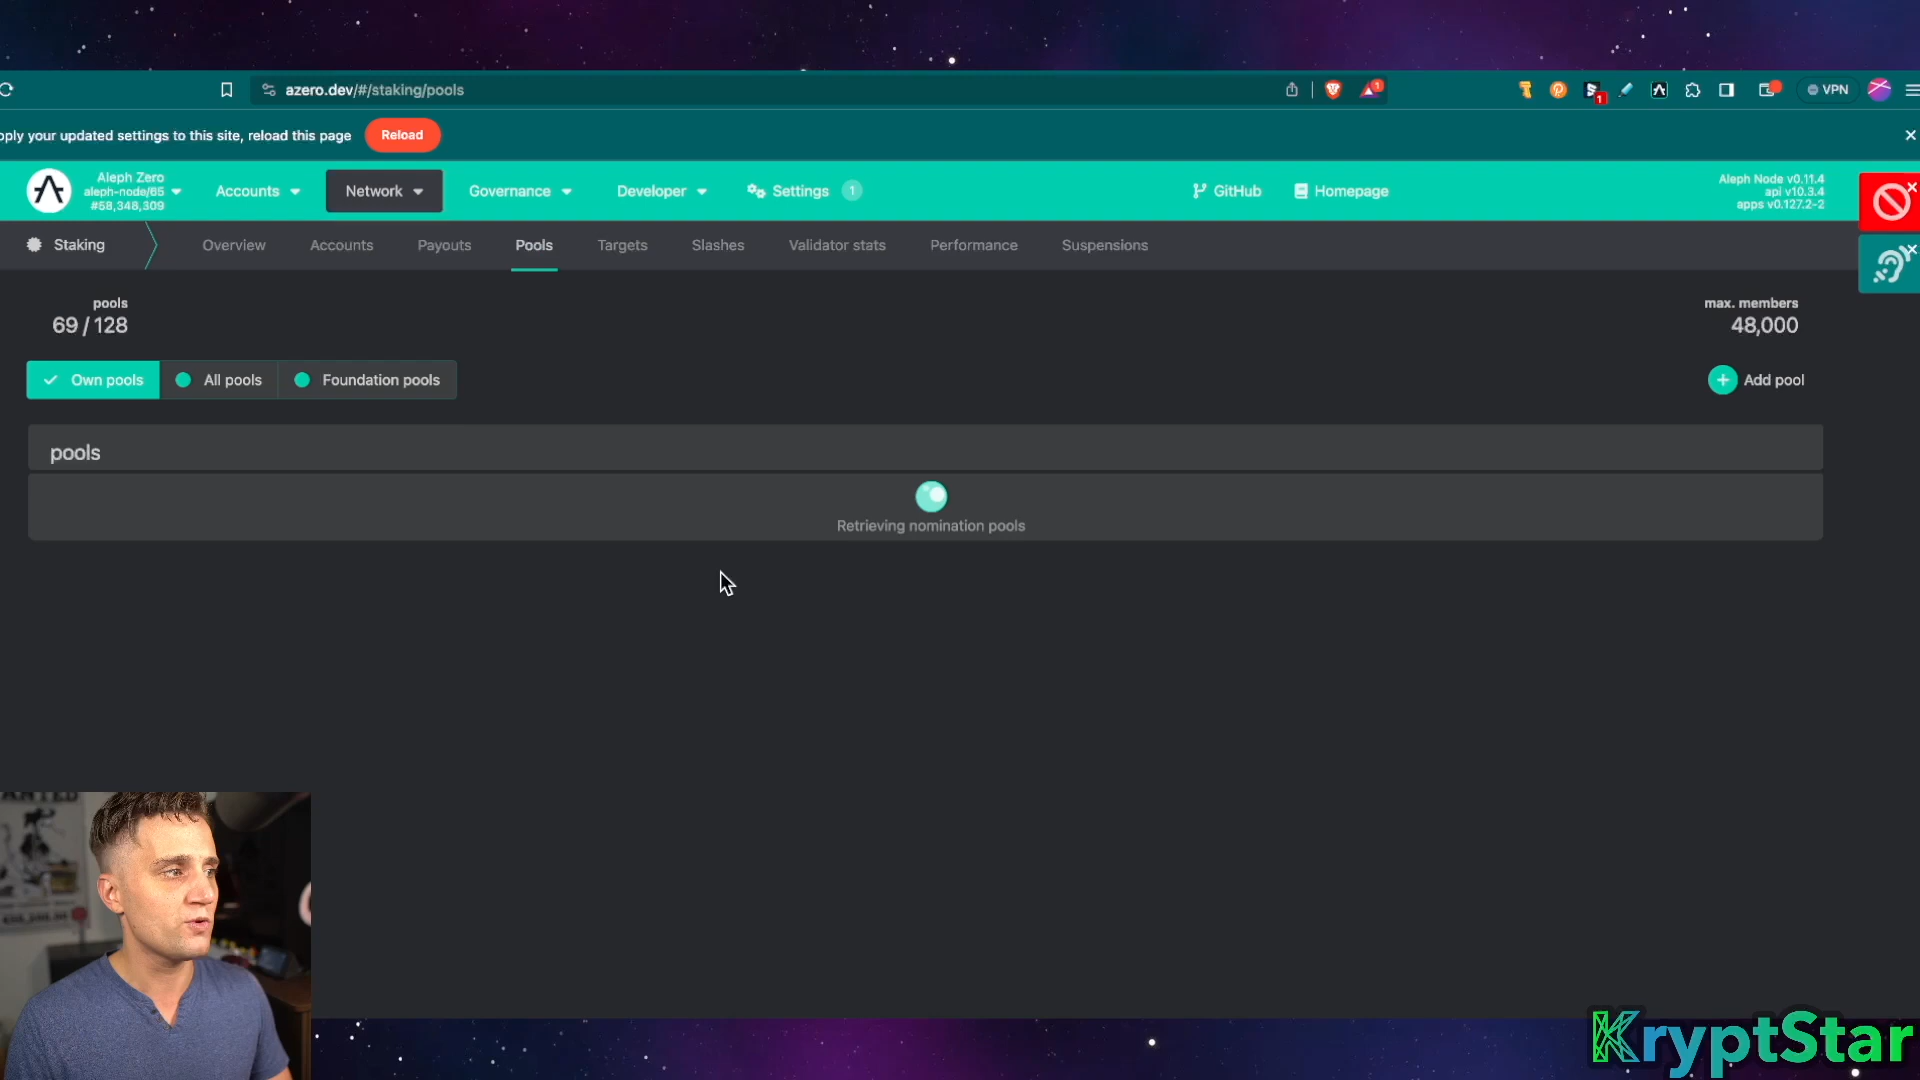 azero.dev/#/staking/pools
1
1
VPN
pply your updated settings to this site, reload this page
Reload
Aleph Zero
aleph-node/65
#58,348,309
Accounts
Network
Governance
Developer
Settings
1
GitHub
Homepage
Aleph Node v0.11.4
api v10.3.4
apps v0.127.2-2
Staking
Overview
Accounts
Payouts
Pools
Targets
Slashes
Validator stats
Performance
Suspensions
pools
69 / 128
max. members
48,000
Own pools
All pools
Foundation pools
Add pool
pools
Retrieving nomination pools
KryptStar